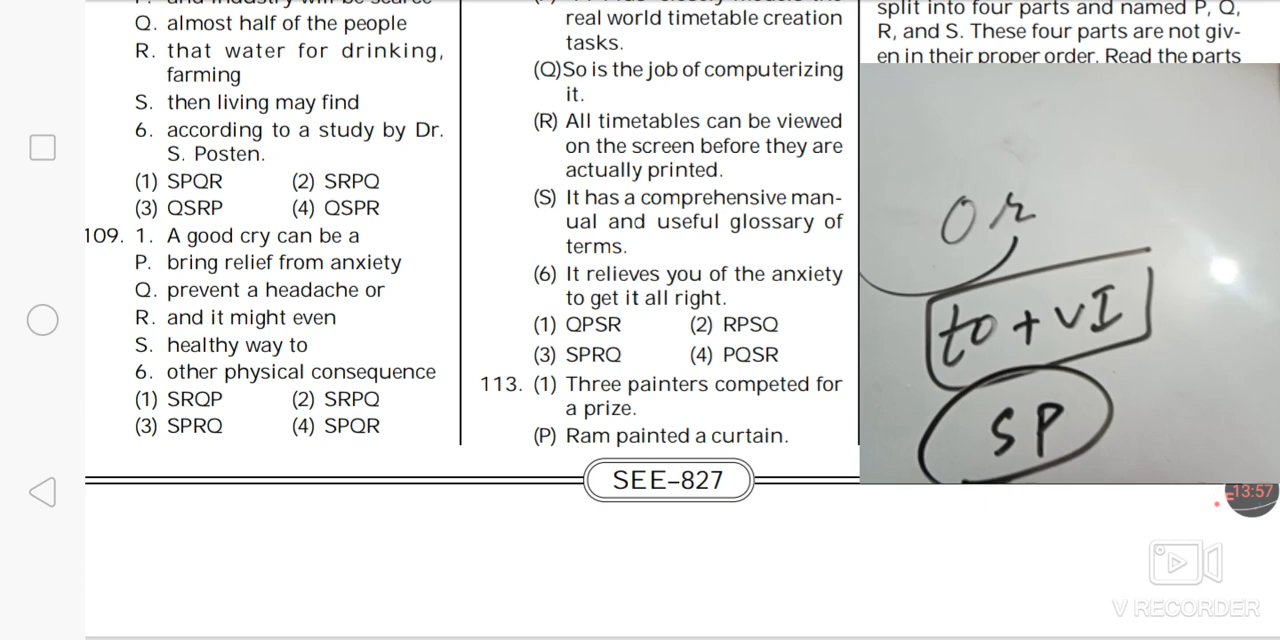 Q. almost half of the people
R. that water for drinking,
farming
S. then living may find
6. according to a study by Dr.
S. Posten.
(1) SPQR (2) SRPQ
(3) QSRP (4) QSPR
109. 1. A good cry can be a
P. bring relief from anxiety
Q. prevent a headache or
R. and it might even
S. healthy way to
6. other physical consequence
(1) SRQP (2) SRPQ
(3) SPRQ (4) SPQR
real world timetable creation
tasks.
(Q)So is the job of computerizing
it.
(R) All timetables can be viewed
on the screen before they are
actually printed.
(S) It has a comprehensive man-
ual and useful glossary of
terms.
(6) It relieves you of the anxiety
to get it all right.
(1) QPSR (2) RPSQ
(3) SPRQ (4) PQSR
113. (1) Three painters competed for
a prize.
(P) Ram painted a curtain.
split into four parts and named P, Q,
R, and S. These four parts are not giv-
en in their proper order. Read the parts
or
to + VI
SP
SEE–827
13:57
V RECORDER